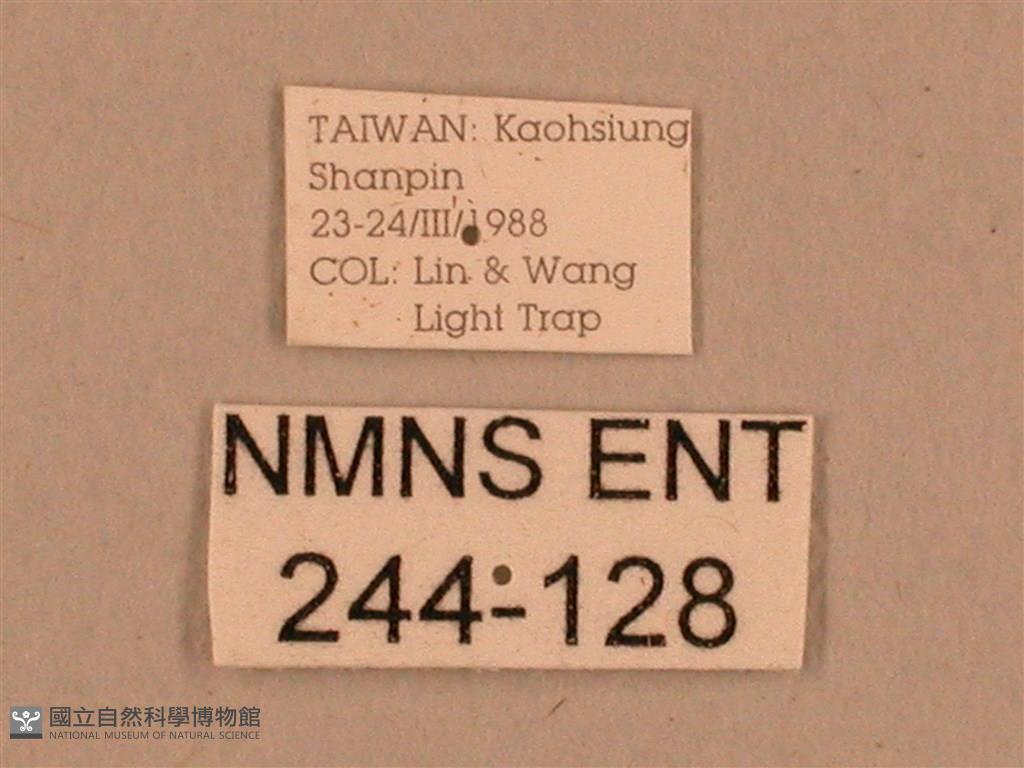 TAIWAN: Kaohsiung
Shanpin
23-24/III/1988
COL: Lin & Wang
Light Trap
NMNS ENT
244-128
國立自然科學博物館
NATIONAL MUSEUM OF NATURAL SCIENCE